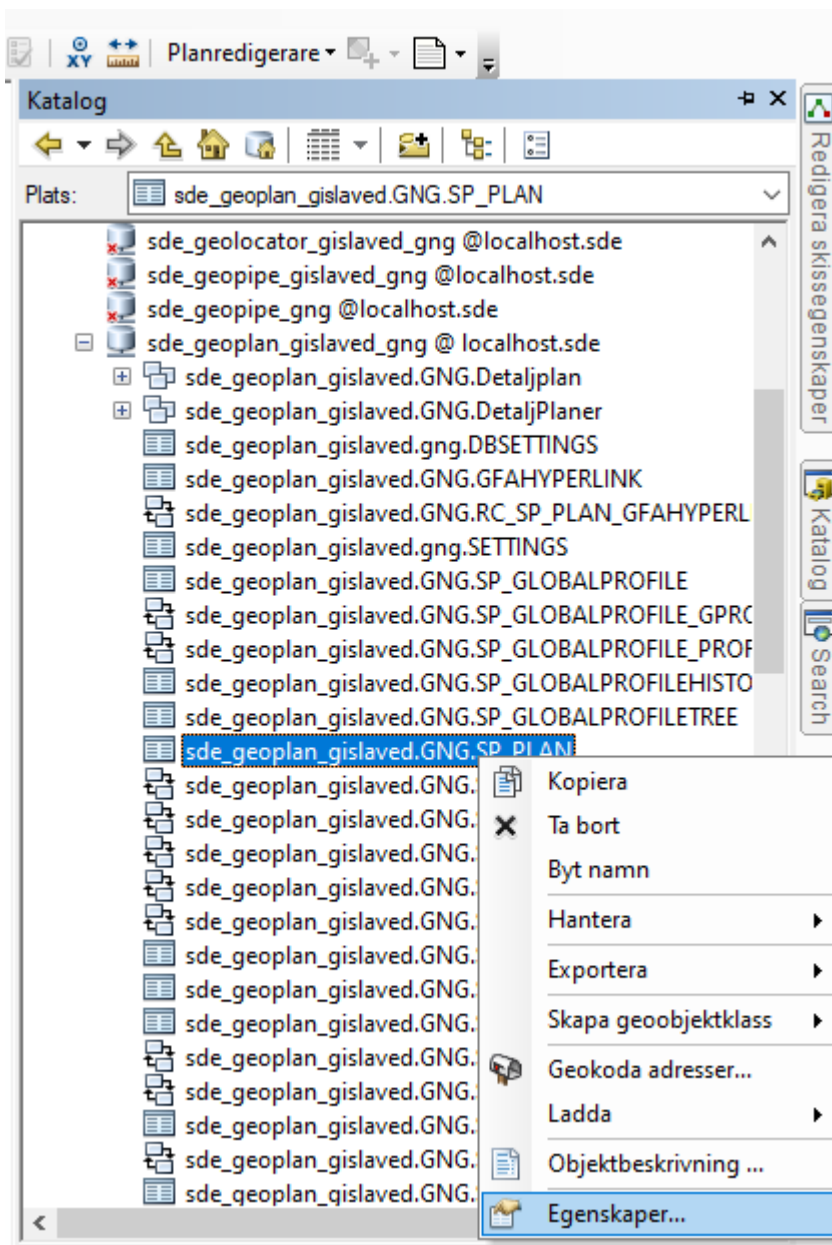 XY
Planredigerare
Katalog
Plats:
sde_geoplan_gislaved.GNG.SP_PLAN
sde_geolocator_gislaved_gng @localhost.sde
sde_geopipe_gislaved_gng @localhost.sde
sde_geopipe_gng @localhost.sde
sde_geoplan_gislaved_gng @ localhost.sde
sde_geoplan_gislaved.GNG.Detaljplan
sde_geoplan_gislaved.GNG.DetaljPlaner
sde_geoplan_gislaved.gng.DBSETTINGS
sde_geoplan_gislaved.GNG.GFAHYPERLINK
sde_geoplan_gislaved.GNG.RC_SP_PLAN_GFAHYPERL
sde_geoplan_gislaved.gng.SETTINGS
sde_geoplan_gislaved.GNG.SP_GLOBALPROFILE
sde_geoplan_gislaved.GNG.SP_GLOBALPROFILE_GPRC
sde_geoplan_gislaved.GNG.SP_GLOBALPROFILE_PROF
sde_geoplan_gislaved.GNG.SP_GLOBALPROFILEHISTO
sde_geoplan_gislaved.GNG.SP_GLOBALPROFILETREE
sde_geoplan_gislaved.GNG.SP_PLAN
sde_geoplan_gislaved.GNG.
sde_geoplan_gislaved.GNG.
sde_geoplan_gislaved.GNG.
sde_geoplan_gislaved.GNG.
sde_geoplan_gislaved.GNG.
sde_geoplan_gislaved.GNG.
sde_geoplan_gislaved.GNG.
sde_geoplan_gislaved.GNG.
sde_geoplan_gislaved.GNG.
sde_geoplan_gislaved.GNG.
sde_geoplan_gislaved.GNG.
sde_geoplan_gislaved.GNG.
sde_geoplan_gislaved.GNG.
Kopiera
Ta bort
Byt namn
Hantera
Exportera
Skapa geoobjektklass
Geokoda adresser...
Ladda
Objektbeskrivning ...
Egenskaper...
Redigera skissegenskaper
Katalog
Search